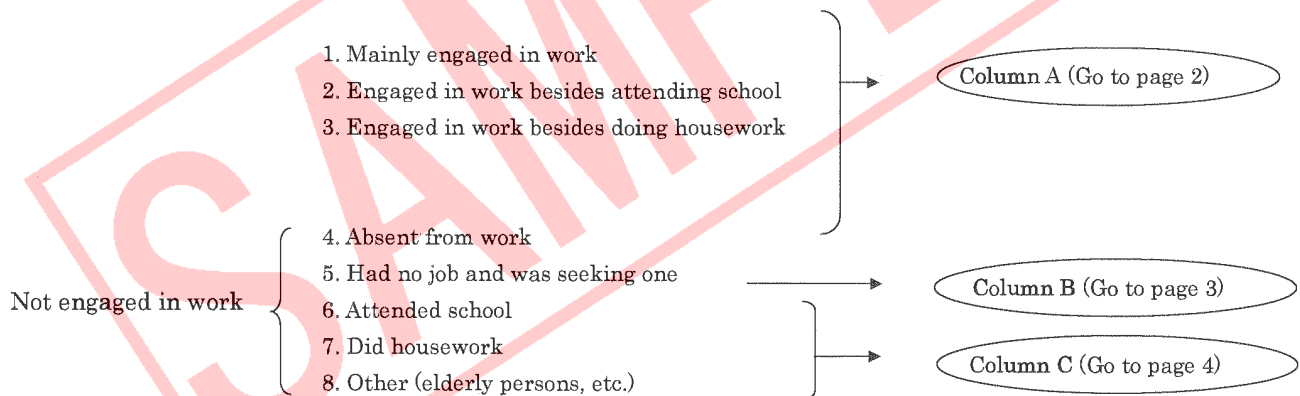 1. Mainly engaged in work
2. Engaged in work besides attending school
3. Engaged in work besides doing housework
Column A (Go to page 2)
Not engaged in work
4. Absent from work
5. Had no job and was seeking one
6. Attended school
7. Did housework
8. Other (elderly persons, etc.)
Column B (Go to page 3)
Column C (Go to page 4)
SAMPLE